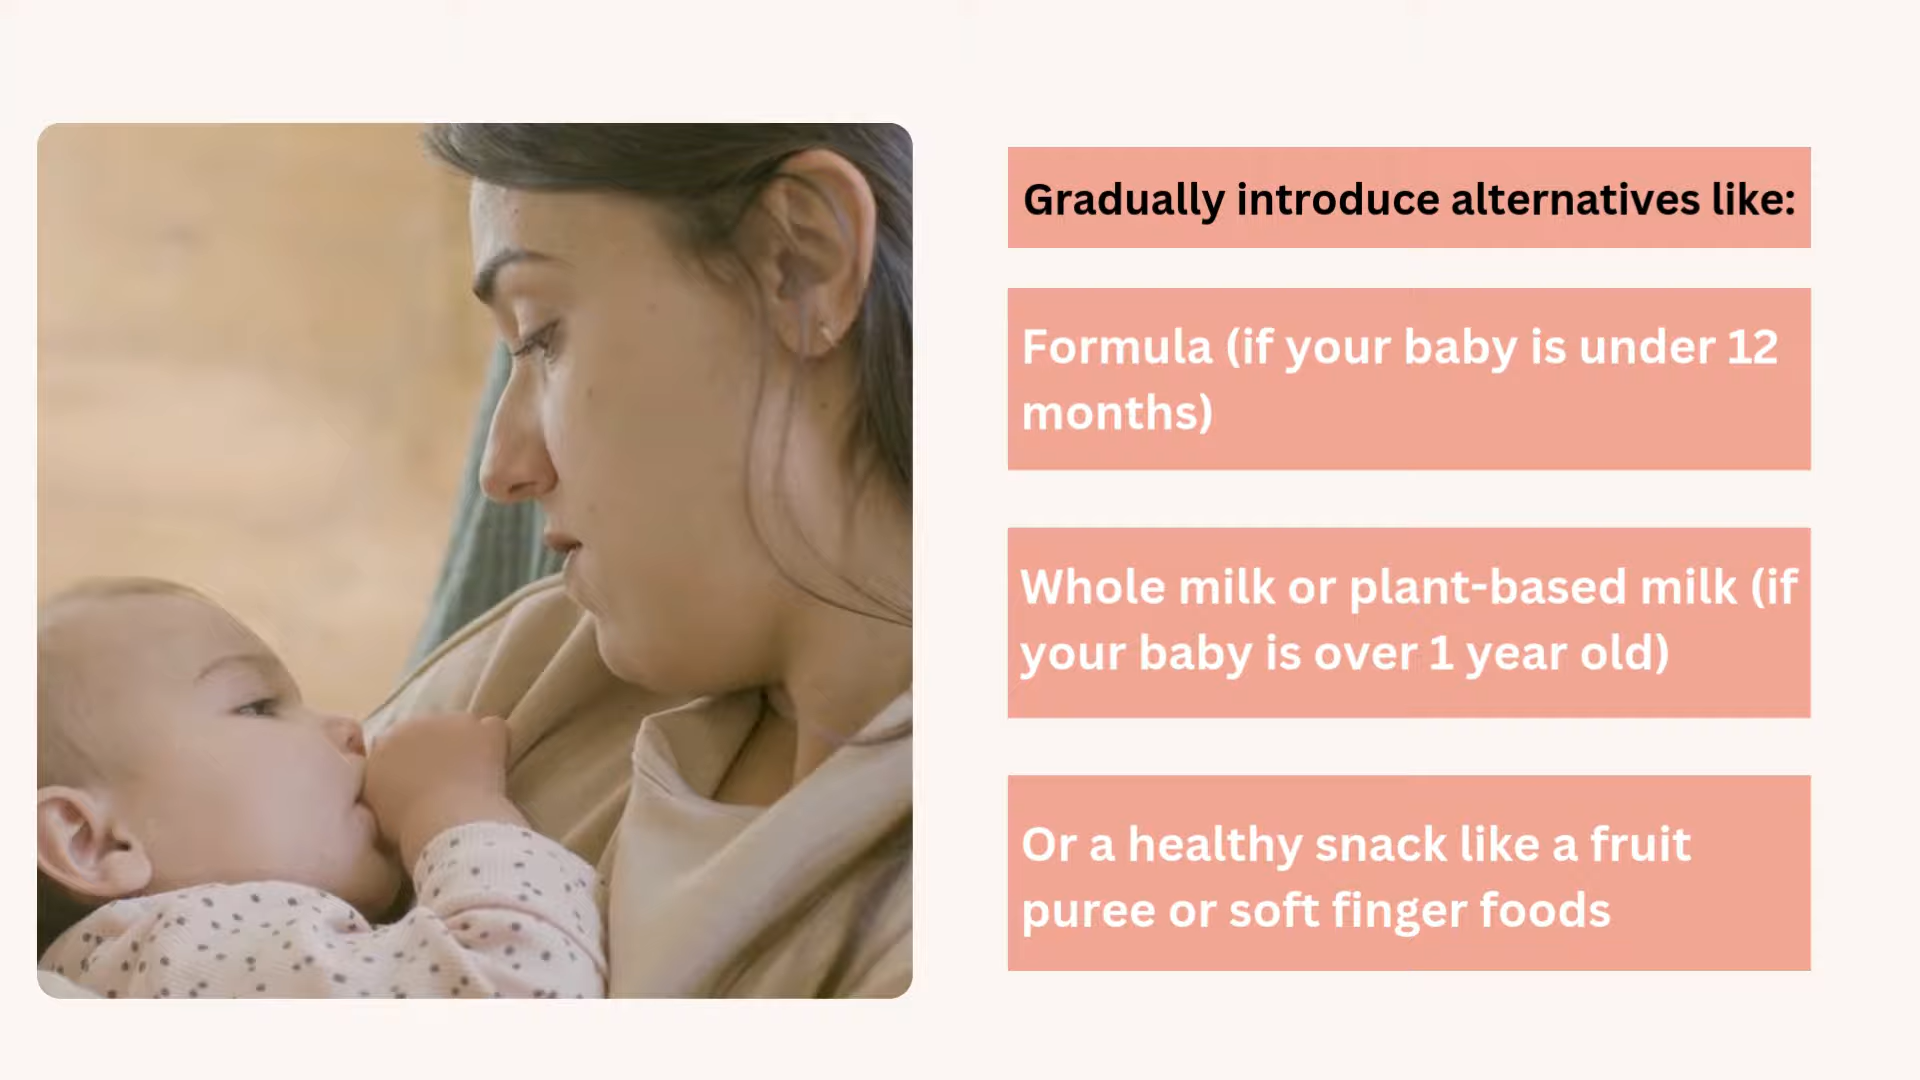 Gradually introduce alternatives like:
Formula (if your baby is under 12
months)
Whole milk or plant-based milk (if
your baby is over 1 year old)
Or a healthy snack like a fruit
puree or soft finger foods